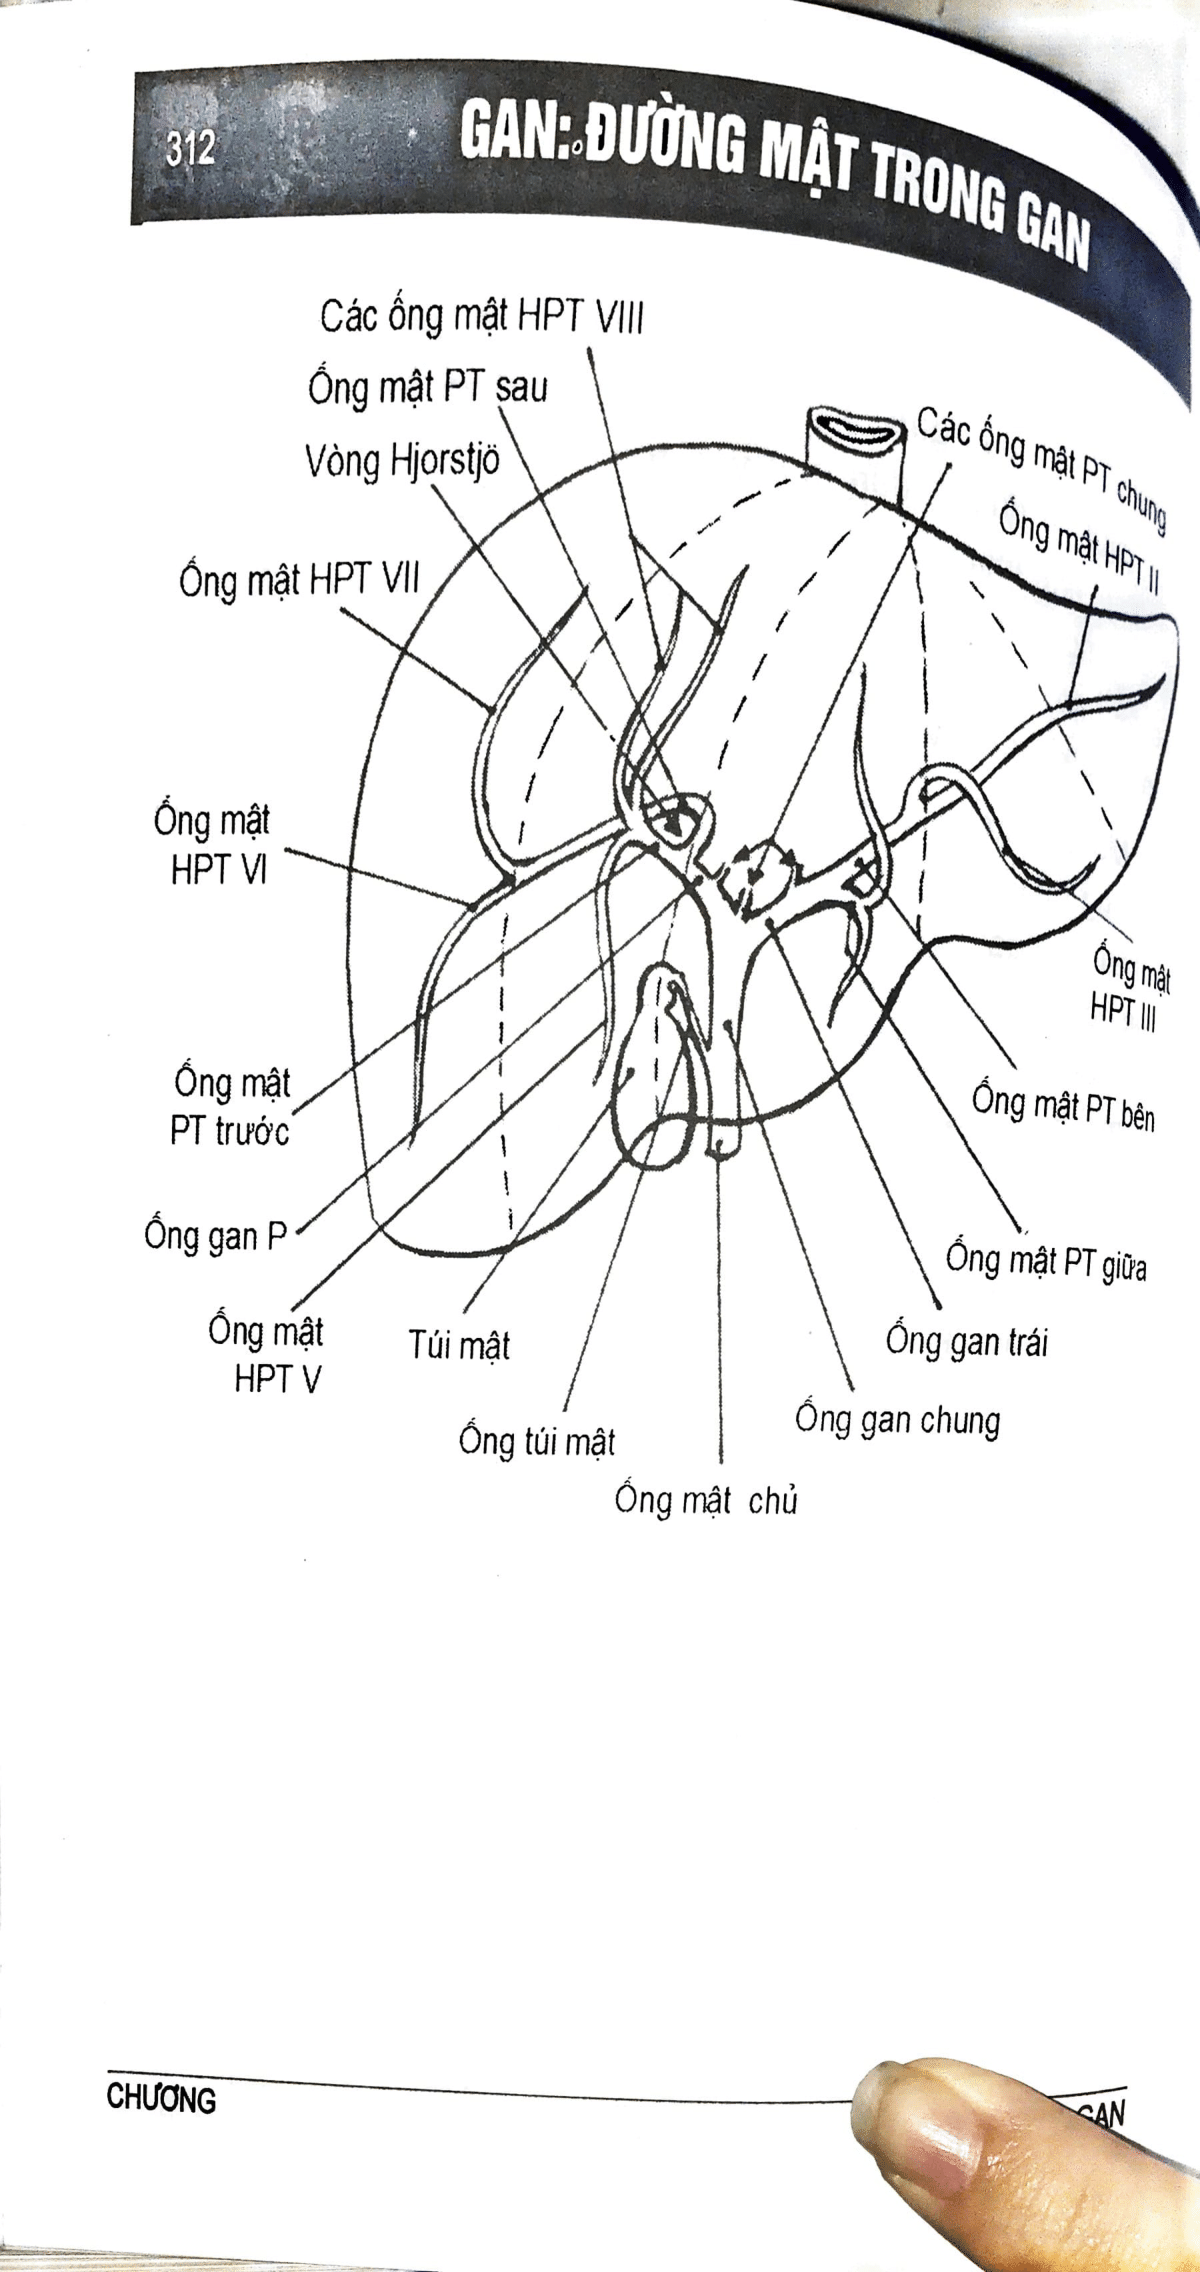 312
GAN: ĐƯỜNG MẬT TRONG GAN
Các ống mật HPT VIII
Ống mật PT sau
Vòng Hjorstjö
Các ống mật PT chung
Ống mật HPT II
Ống mật HPT VII
Ống mật
HPT VI
Ống mật
HPT III
Ống mật
PT trước
Ống mật PT bên
Ống gan P
Ống mật PT giữa
Ống mật
HPT V
Túi mật
Ống gan trái
Ống túi mật
Ống gan chung
Ống mật chủ
CHƯƠNG
GAN